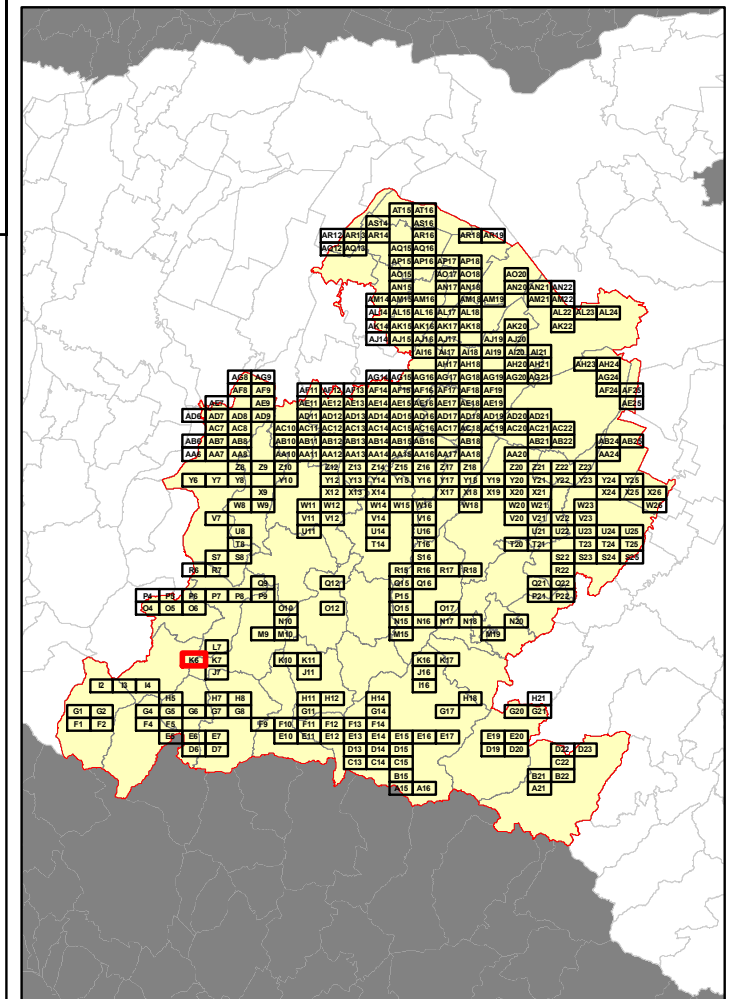 AT15 AT16
AS14 AS16
AR12 AR13 AR14 AR16 AR18 AR19
AQ12 AQ13 AQ15 AQ16
AP15 AP16 AP17 AP18
AO15 AO17 AO18 AO20
AN15 AN17 AN18 AN20 AN21 AN22
AM14 AM15 AM16 AM18 AM19 AM21 AM22
AL14 AL15 AL16 AL17 AL18 AL22 AL23 AL24
AK14 AK15 AK16 AK17 AK18 AK20 AK22
AJ14 AJ15 AJ16 AJ17 AJ19 AJ20
AI16 AI17 AI18 AI19 AI20 AI21
AH17 AH18 AH20 AH21 AH23 AH24
AG8 AG9 AG14 AG15 AG16 AG17 AG18 AG19 AG20 AG21 AG24
AF8 AF9 AF11 AF12 AF13 AF14 AF15 AF16 AF17 AF18 AF19 AF24 AF25
AE7 AE9 AE11 AE12 AE13 AE14 AE15 AE16 AE17 AE18 AE19 AE25
AD6 AD7 AD8 AD9 AD11 AD12 AD13 AD14 AD15 AD16 AD17 AD18 AD19 AD20 AD21
AC7 AC8 AC10 AC11 AC12 AC13 AC14 AC15 AC16 AC17 AC18 AC19 AC20 AC21 AC22
AB6 AB7 AB8 AB10 AB11 AB12 AB13 AB14 AB15 AB16 AB18 AB21 AB22 AB24 AB25
AA6 AA7 AA8 AA10 AA11 AA12 AA13 AA14 AA15 AA16 AA17 AA18 AA20 AA24
Z8 Z9 Z10 Z12 Z13 Z14 Z15 Z16 Z17 Z18 Z20 Z21 Z22 Z23
Y6 Y7 Y8 Y10 Y12 Y13 Y14 Y15 Y16 Y17 Y18 Y19 Y20 Y21 Y22 Y23 Y24 Y25
X9 X12 X13 X14 X17 X18 X19 X20 X21 X24 X25 X26
W8 W9 W11 W12 W14 W15 W16 W18 W20 W21 W23 W26
V7 V11 V12 V14 V16 V20 V21 V22 V23
U8 U11 U14 U16 U21 U22 U23 U24 U25
T8 T14 T16 T20 T21 T23 T24 T25
S7 S8 S16 S22 S23 S24 S25
R6 R7 R15 R16 R17 R18 R22
Q9 Q12 Q15 Q16 Q21 Q22
P4 P5 P6 P7 P8 P9 P15 P21 P22
O4 O5 O6 O10 O12 O15 O17
N10 N15 N16 N17 N18 N20
M9 M10 M15 M19
L7
K6 K7 K10 K11 K16 K17
J7 J11 J16
I2 I3 I4 I16
H5 H7 H8 H11 H12 H14 H18 H21
G1 G2 G4 G5 G6 G7 G8 G11 G14 G17 G20 G21
F1 F2 F4 F5 F9 F10 F11 F12 F13 F14
E5 E6 E7 E10 E11 E12 E13 E14 E15 E16 E17 E19 E20
D6 D7 D13 D14 D15 D19 D20 D22 D23
C13 C14 C15 C22
B15 B21 B22
A15 A16 A21